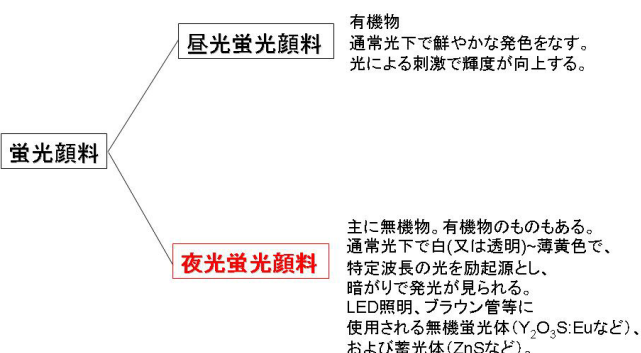 有機物
通常光下で鮮やかな発色をなす。
光による刺激で輝度が向上する。
昼光蛍光顔料
蛍光顔料
夜光蛍光顔料
主に無機物。有機物のものもある。
通常光下で白(又は透明)~薄黄色で、
特定波長の光を励起源とし、
暗がりで発光が見られる。
LED照明、ブラウン管等に
使用される無機蛍光体(Y₂O₃S:Euなど)、
および蓄光体(ZnSなど)。